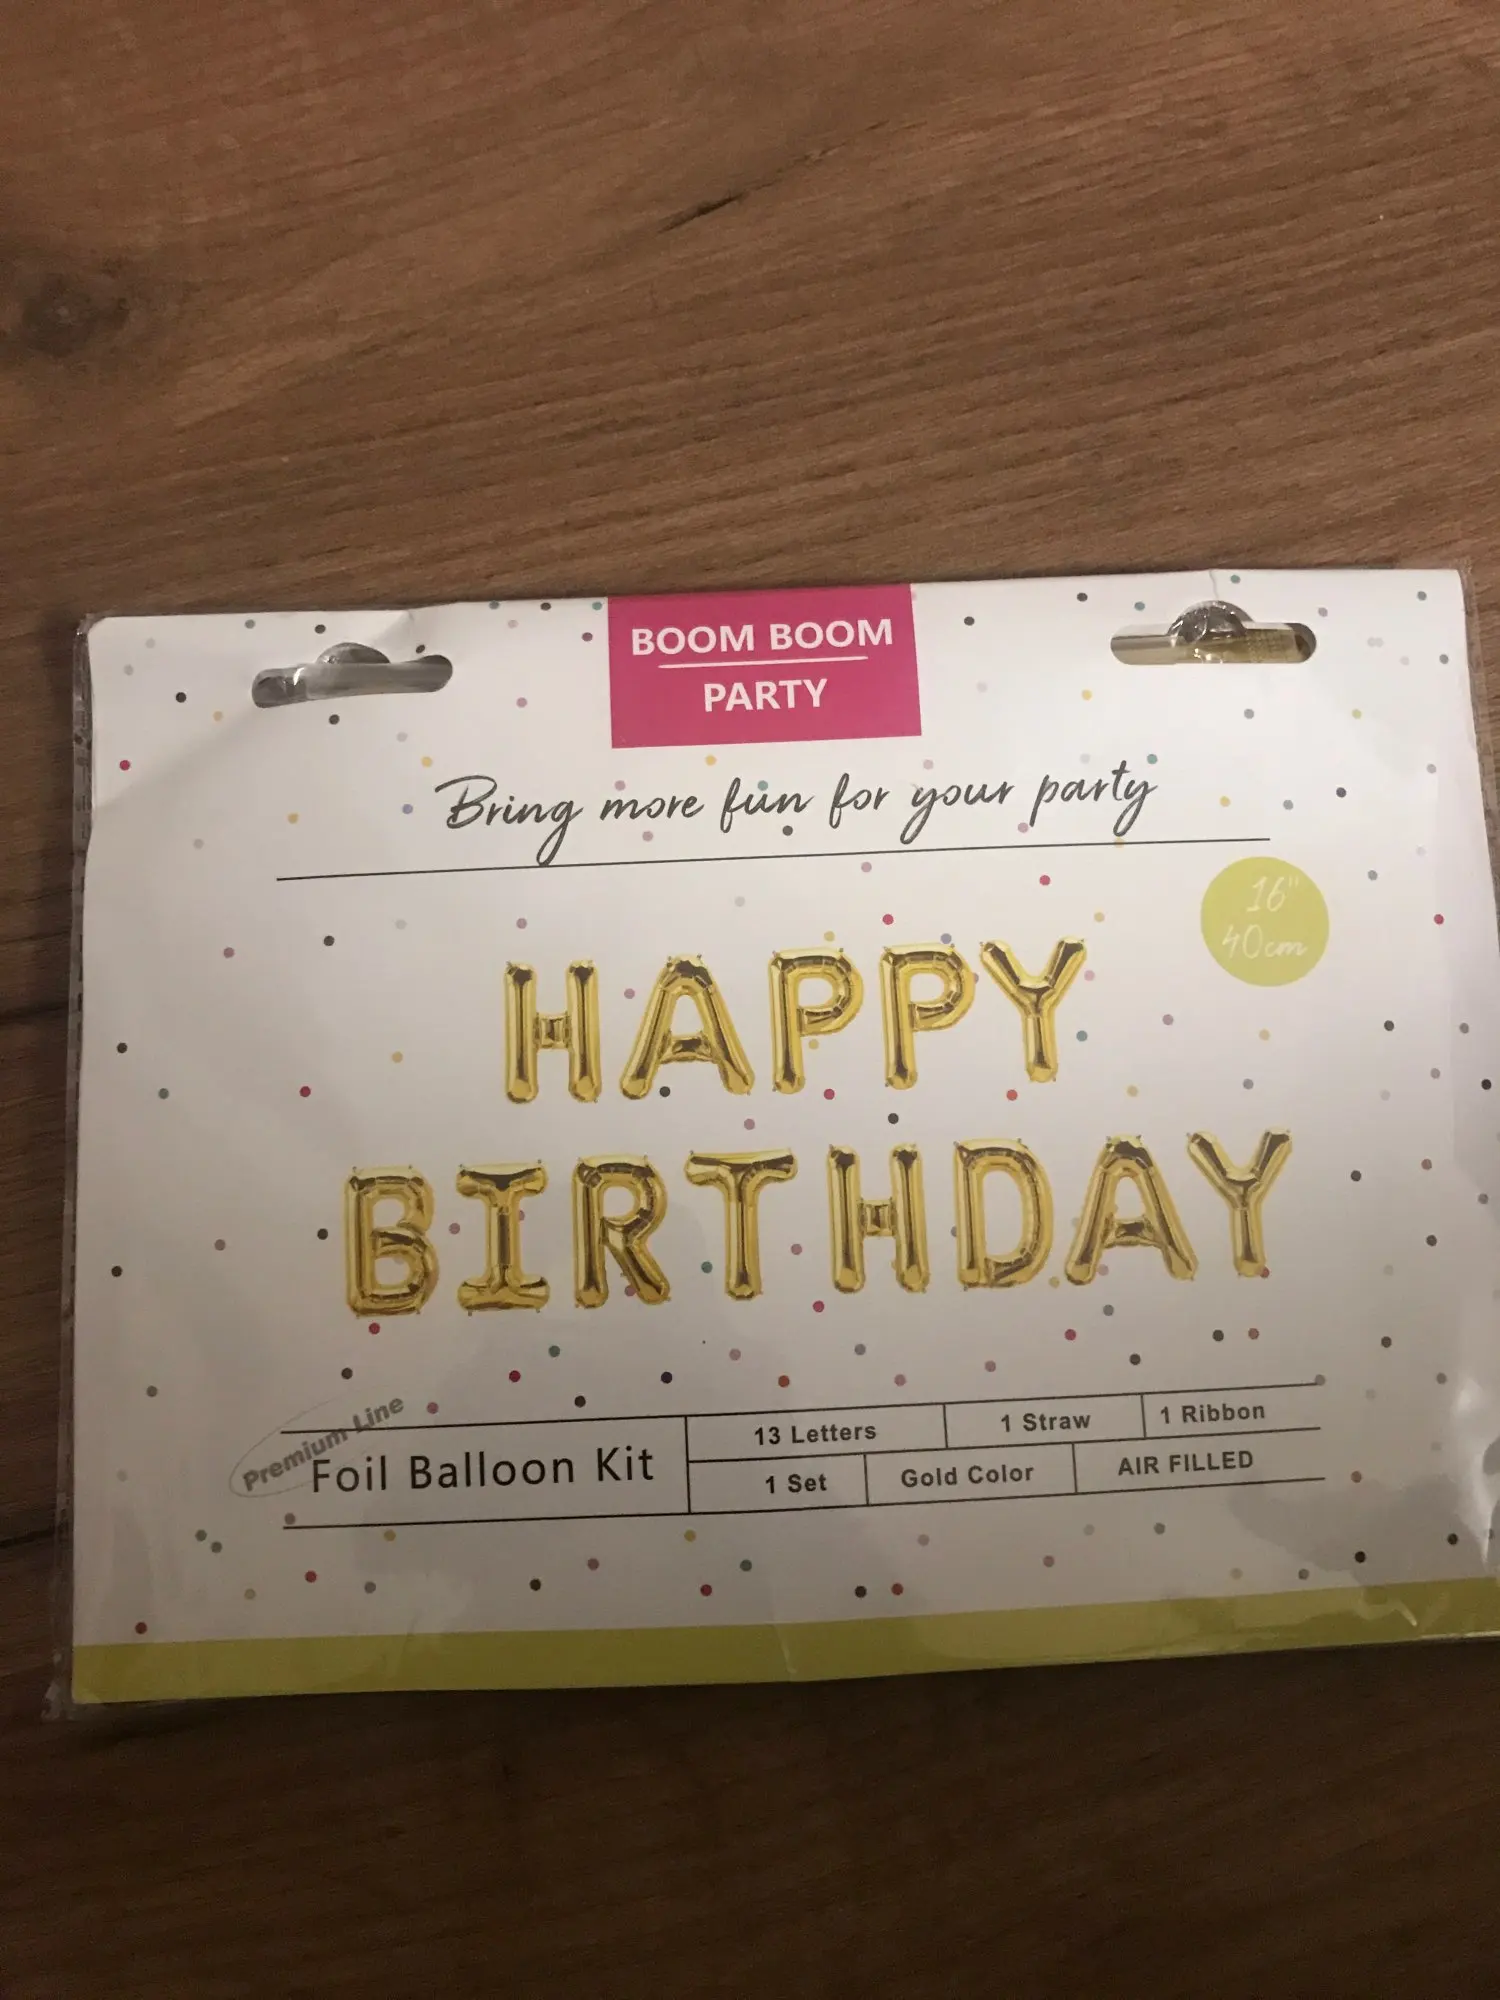 BOOM BOOM
PARTY
Bring more fun for your party
16"
40cm
HAPPY
BIRTHDAY
Premium Line
Foil Balloon Kit
13 Letters
1 Straw
1 Ribbon
1 Set
Gold Color
AIR FILLED